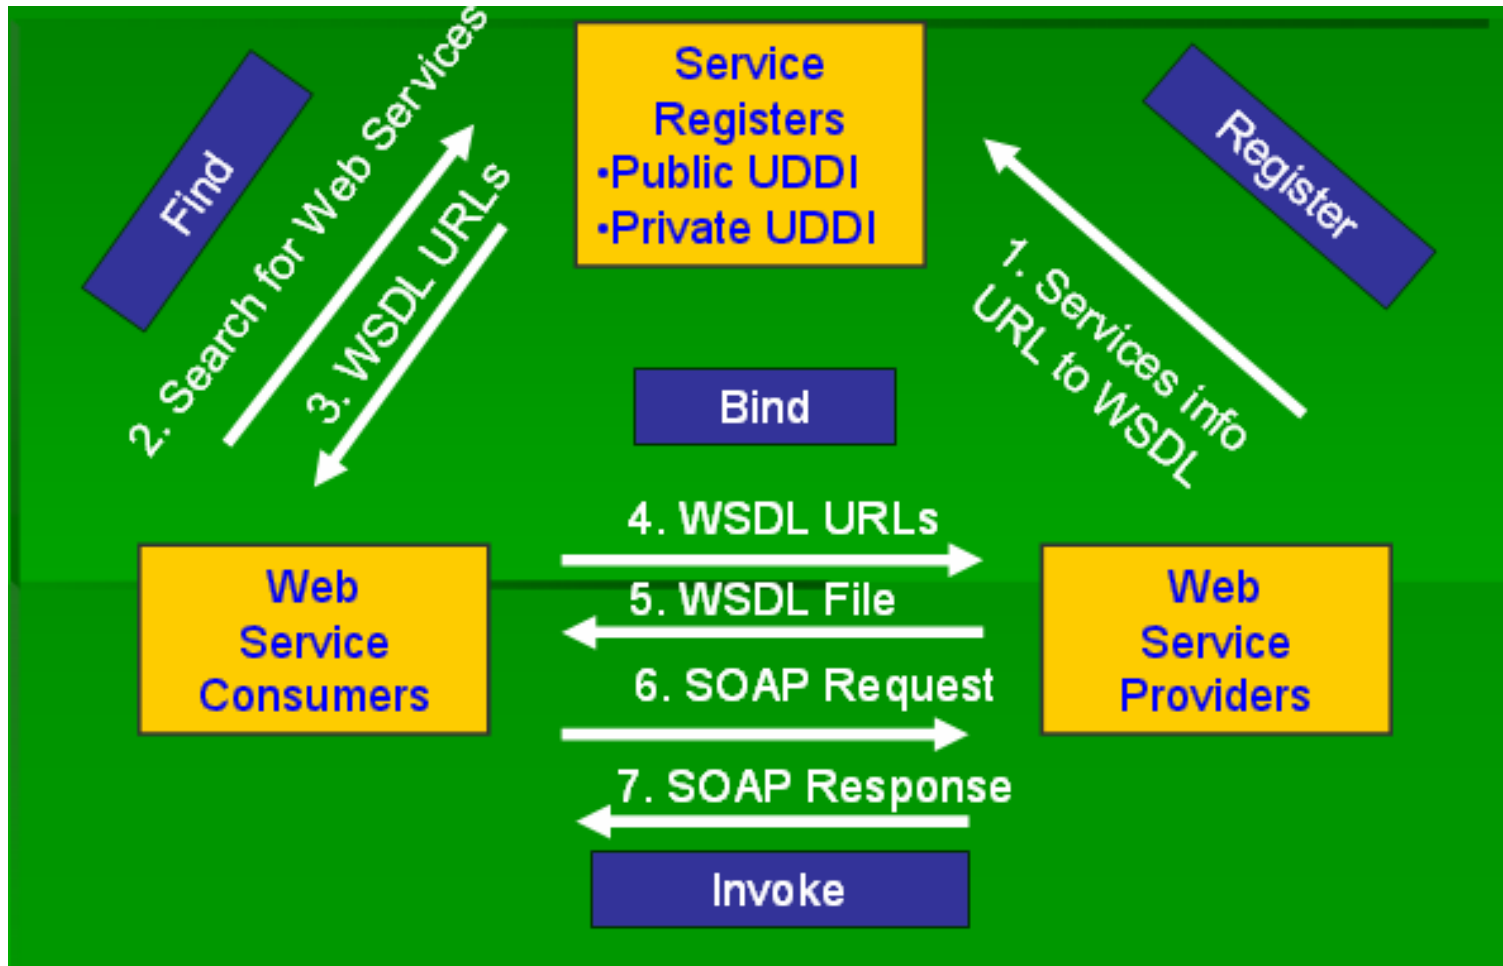 Service
Registers
•Public UDDI
•Private UDDI
Find
Register
2. Search for Web Services
3. WSDL URLs
1. Services info
URL to WSDL
Bind
4. WSDL URLs
5. WSDL File
6. SOAP Request
7. SOAP Response
Web
Service
Consumers
Web
Service
Providers
Invoke